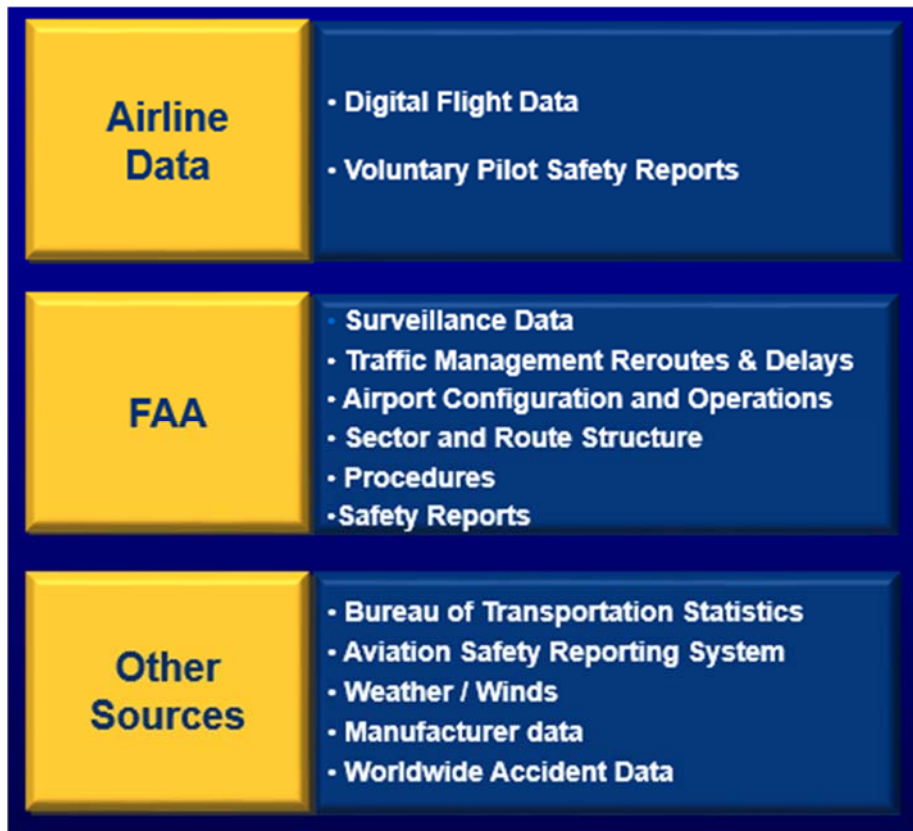 Airline
Data
• Digital Flight Data
• Voluntary Pilot Safety Reports
FAA
• Surveillance Data
• Traffic Management Reroutes & Delays
• Airport Configuration and Operations
• Sector and Route Structure
• Procedures
•Safety Reports
Other
Sources
• Bureau of Transportation Statistics
• Aviation Safety Reporting System
• Weather / Winds
• Manufacturer data
• Worldwide Accident Data